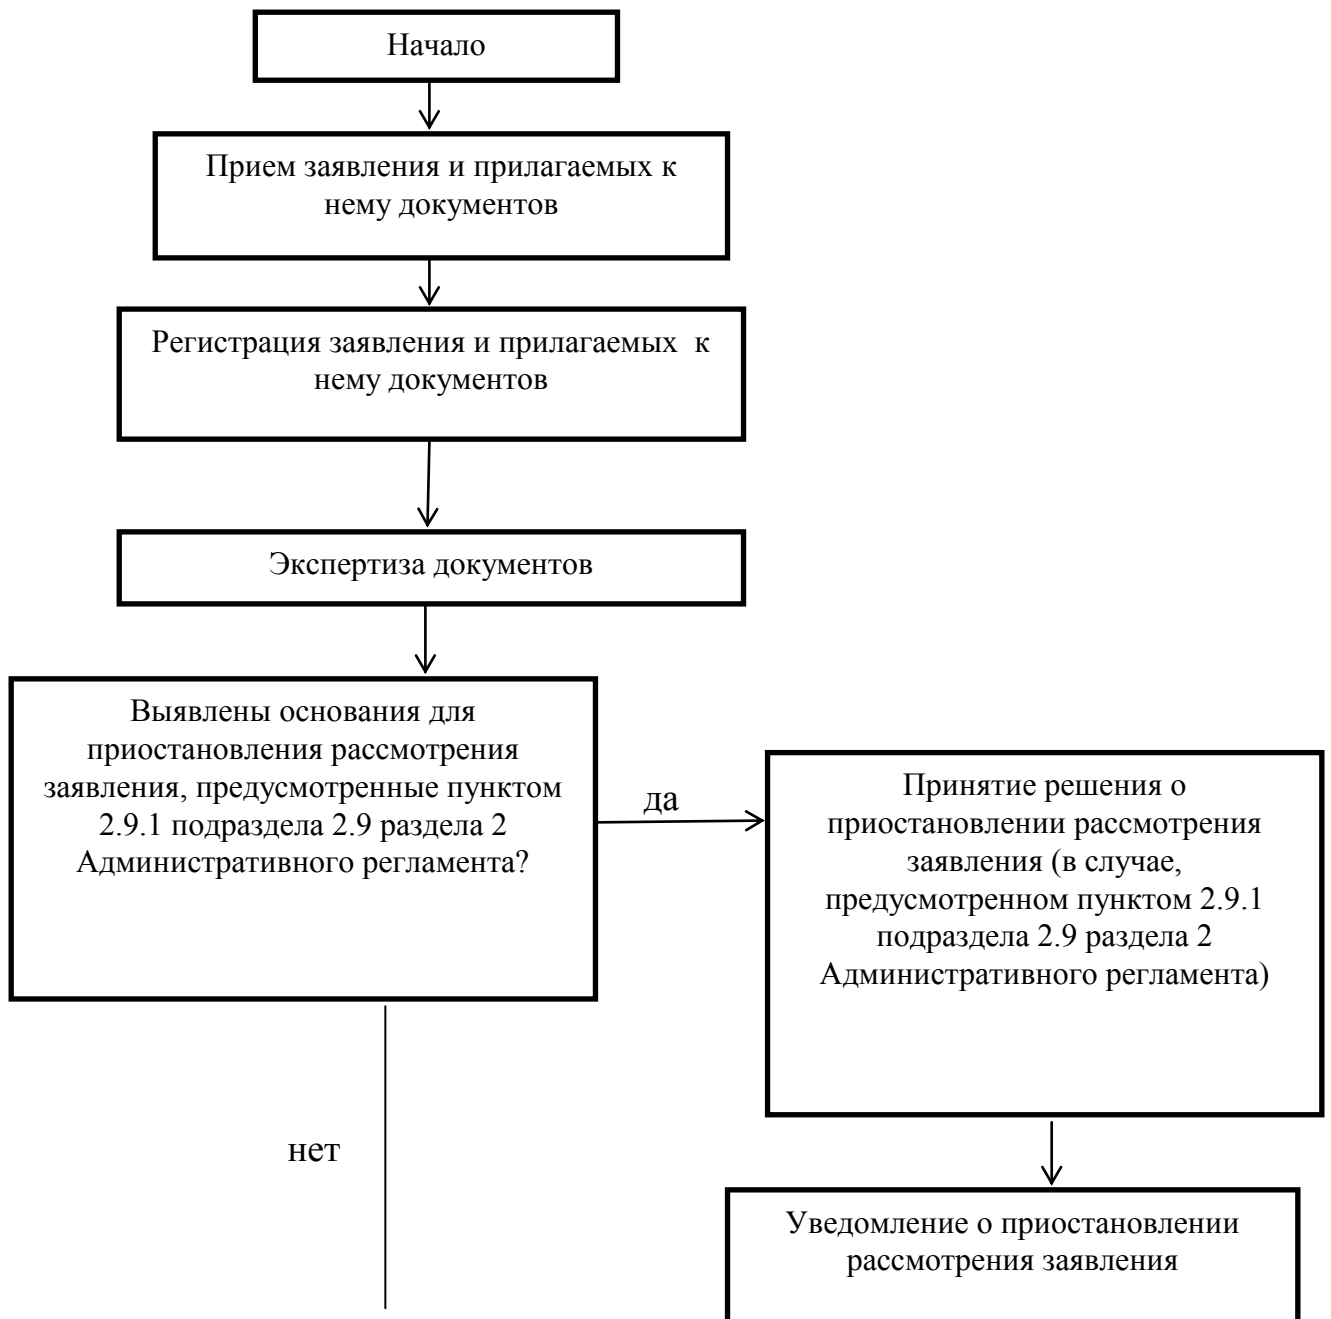 Начало
Прием заявления и прилагаемых к
нему документов
Регистрация заявления и прилагаемых  к
нему документов
Экспертиза документов
Выявлены основания для
приостановления рассмотрения
заявления, предусмотренные пунктом
2.9.1 подраздела 2.9 раздела 2
Административного регламента?
да
Принятие решения о
приостановлении рассмотрения
заявления (в случае,
предусмотренном пунктом 2.9.1
подраздела 2.9 раздела 2
Административного регламента)
нет
Уведомление о приостановлении
рассмотрения заявления